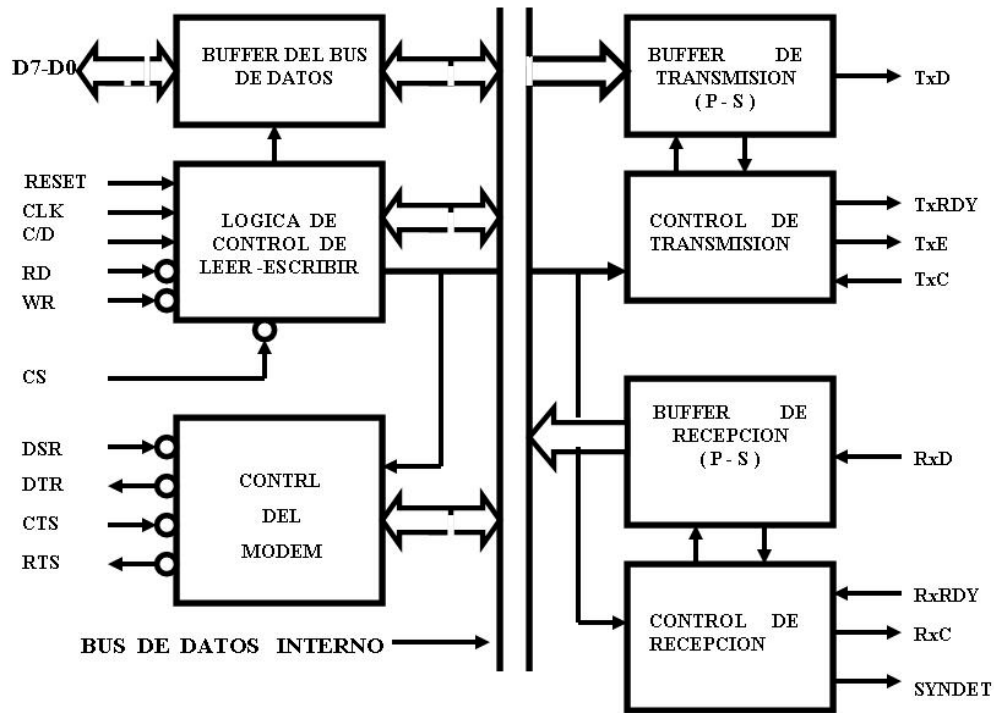 D7-D0
BUFFER DEL BUS
DE DATOS
RESET
CLK
C/D
RD
WR
CS
LOGICA DE
CONTROL DE
LEER -ESCRIBIR
DSR
DTR
CTS
RTS
CONTRL
DEL
MODEM
BUS DE DATOS INTERNO
BUFFER DE
TRANSMISION
( P - S )
TxD
CONTROL DE
TRANSMISION
TxRDY
TxE
TxC
BUFFER DE
RECEPCION
( P - S )
RxD
CONTROL DE
RECEPCION
RxRDY
RxC
SYNDET